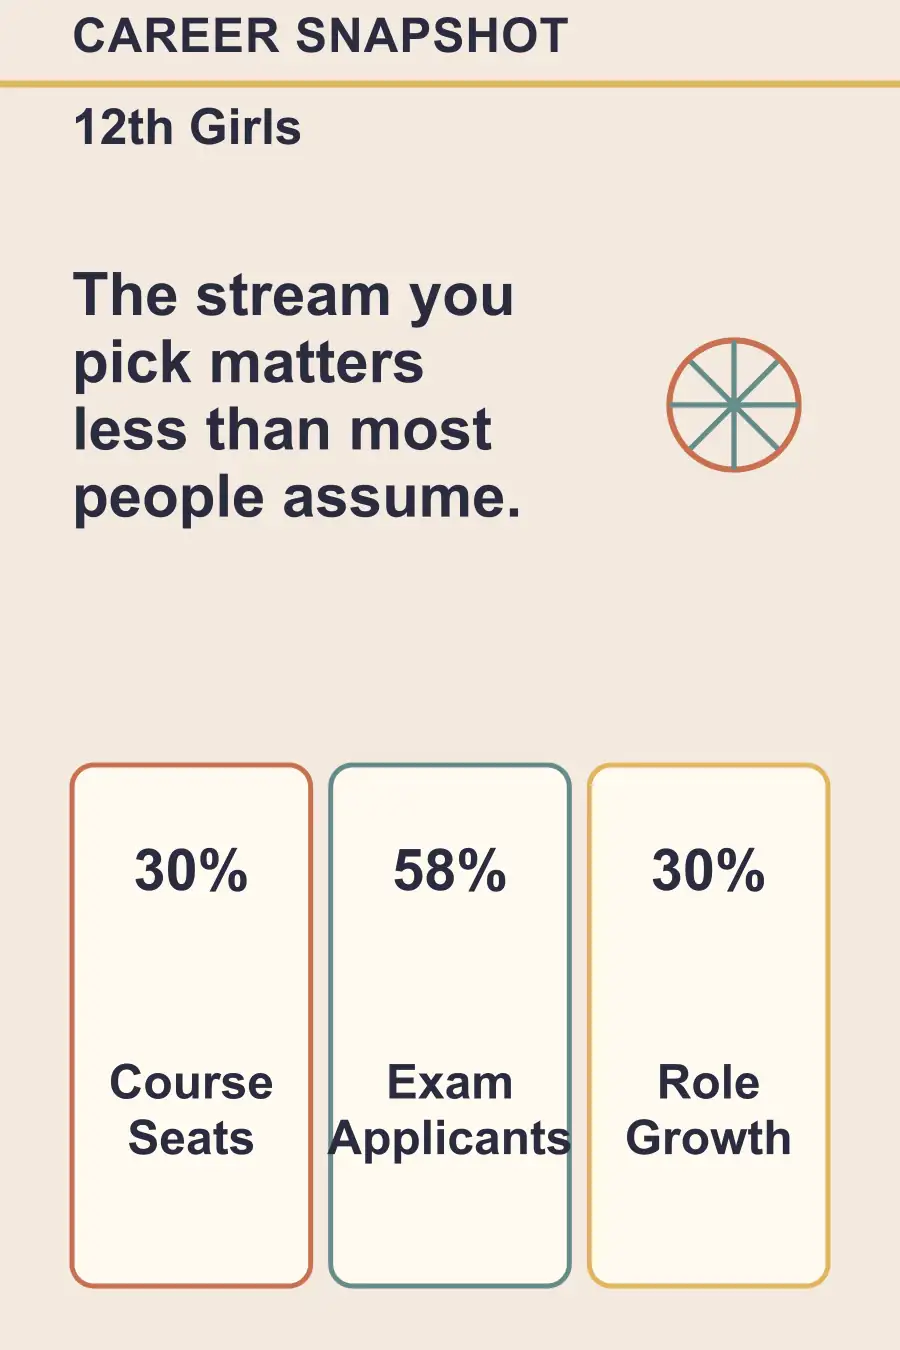 CAREER SNAPSHOT
12th Girls
The stream you
pick matters
less than most
people assume.
30%
Course
Seats
58%
Exam
Applicants
30%
Role
Growth